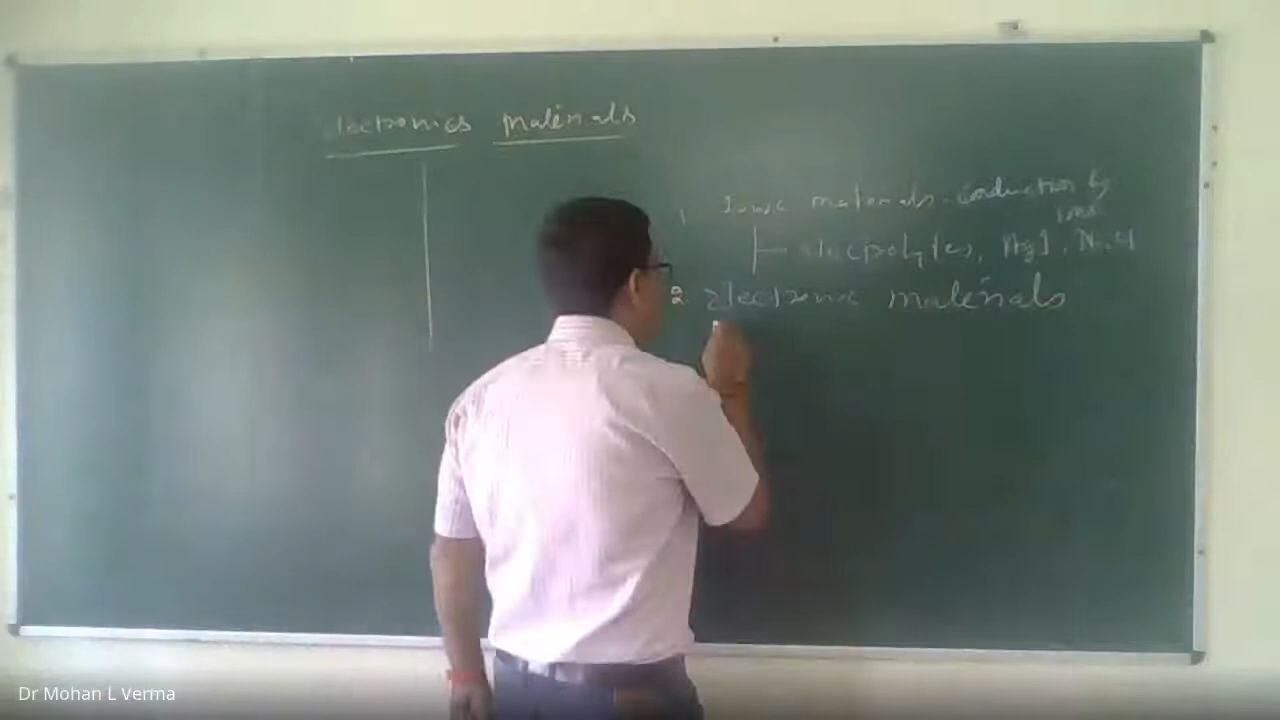 Electronics Materials
1 Ionic materials - Conduction by
ions
electrolytes, AgI, NaCl
2 Electronic materials
Dr Mohan L Verma